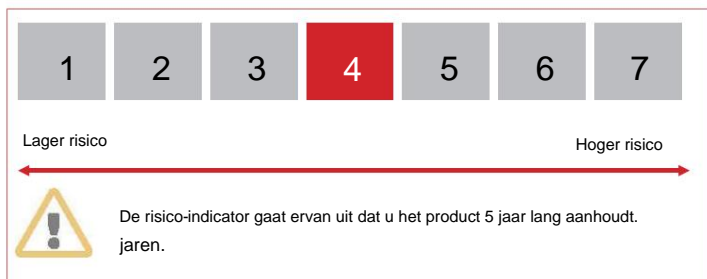 1 2 3 4 5 6 7
Lager risico Hoger risico
De risico-indicator gaat ervan uit dat u het product 5 jaar lang aanhoudt.
jaren.